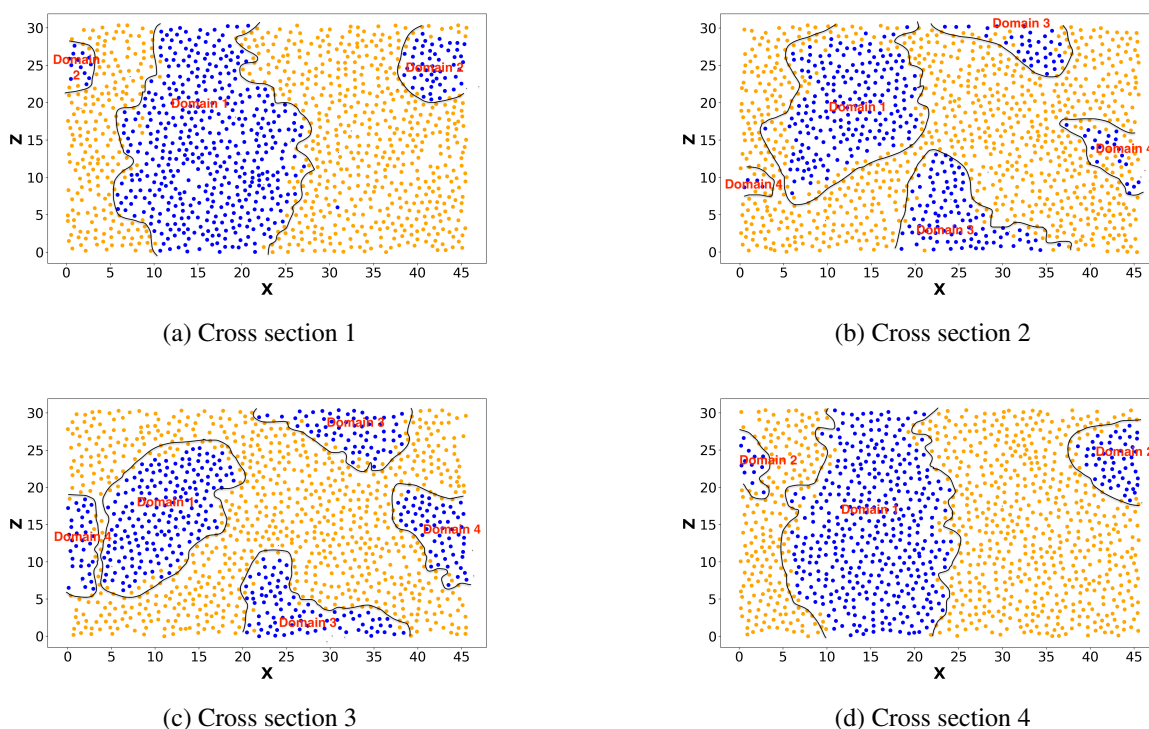 30
25
20
15
10
5
0
Z
Domain
2
Domain 1
Domain 2
0 5 10 15 20 25 30 35 40 45
X
(a) Cross section 1
30
25
20
15
10
5
0
Z
Domain 3
Domain 1
Domain 4
Domain 4
Domain 3
0 5 10 15 20 25 30 35 40 45
X
(b) Cross section 2
30
25
20
15
10
5
0
Z
Domain 3
Domain 1
Domain 4
Domain 4
Domain 3
0 5 10 15 20 25 30 35 40 45
X
(c) Cross section 3
30
25
20
15
10
5
0
Z
Domain 2
Domain 2
Domain 1
0 5 10 15 20 25 30 35 40 45
X
(d) Cross section 4